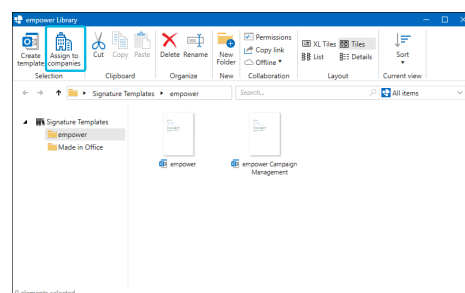 empower Library
Create template
Assign to companies
Cut
Copy
Paste
Delete
Rename
New Folder
Permissions
Copy link
Offline
XL Tiles
Tiles
List
Details
Sort
Selection
Clipboard
Organize
New
Collaboration
Layout
Current view
Signature Templates
empower
Search...
All items
Signature Templates
empower
Made in Office
empower
empower Campaign
Management
0 elements selected